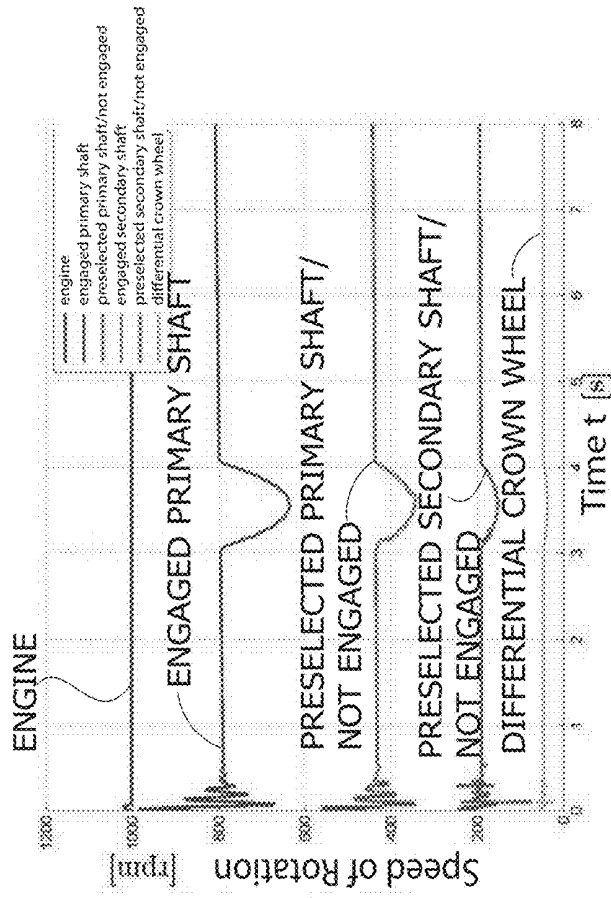 engine
engaged primary shaft
preselected primary shaft/not engaged
engaged secondary shaft
preselected secondary shaft/not engaged
differential crown wheel
ENGINE
ENGAGED PRIMARY SHAFT
PRESELECTED PRIMARY SHAFT/
NOT ENGAGED
PRESELECTED SECONDARY SHAFT/
NOT ENGAGED
DIFFERENTIAL CROWN WHEEL
Speed of Rotation
[rpm]
1200
1000
800
600
400
200
0
0 1 2 3 4 5 6 7 8
Time t [s]